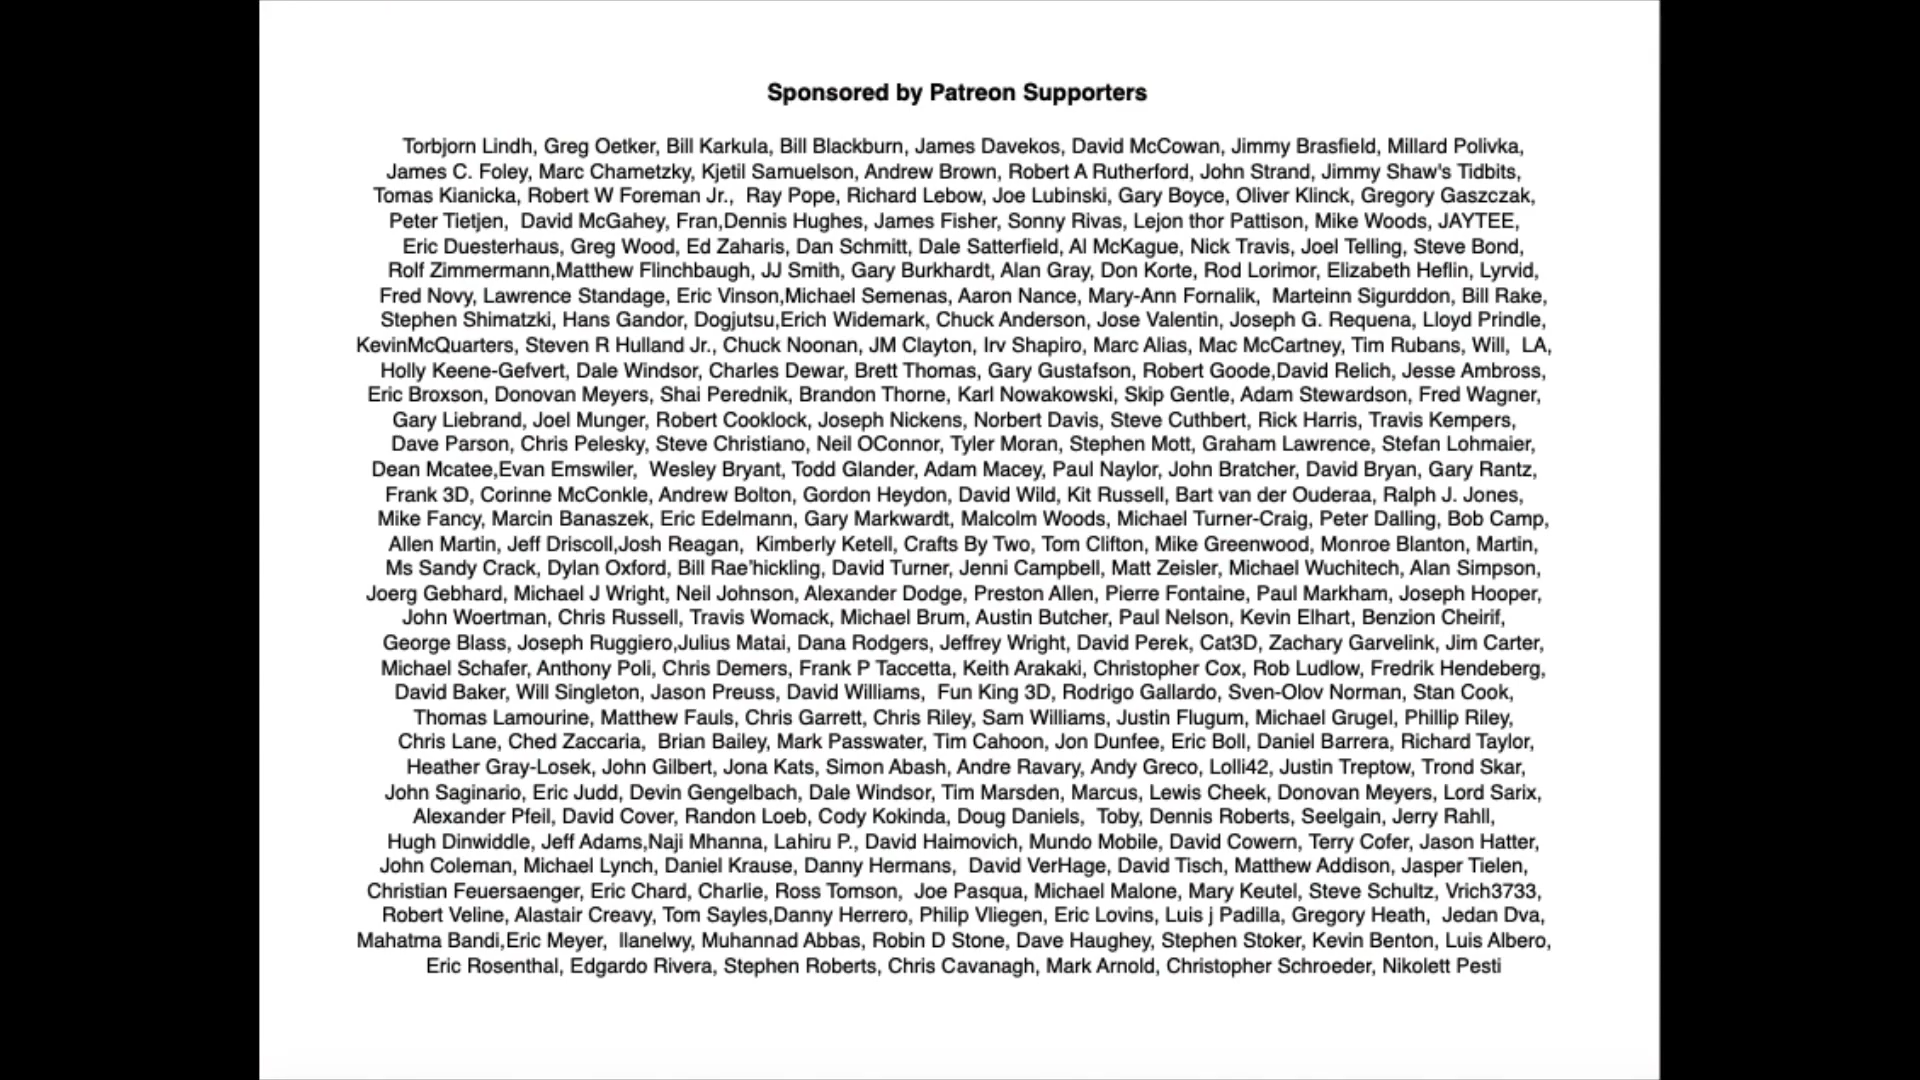 Sponsored by Patreon Supporters
Torbjorn Lindh, Greg Oetker, Bill Karkula, Bill Blackburn, James Davekos, David McCowan, Jimmy Brasfield, Millard Polivka,
James C. Foley, Marc Chametzky, Kjetil Samuelson, Andrew Brown, Robert A Rutherford, John Strand, Jimmy Shaw's Tidbits,
Tomas Kianicka, Robert W Foreman Jr.,  Ray Pope, Richard Lebow, Joe Lubinski, Gary Boyce, Oliver Klinck, Gregory Gaszczak,
Peter Tietjen,  David McGahey, Fran,Dennis Hughes, James Fisher, Sonny Rivas, Lejon thor Pattison, Mike Woods, JAYTEE,
Eric Duesterhaus, Greg Wood, Ed Zaharis, Dan Schmitt, Dale Satterfield, Al McKague, Nick Travis, Joel Telling, Steve Bond,
Rolf Zimmermann,Matthew Flinchbaugh, JJ Smith, Gary Burkhardt, Alan Gray, Don Korte, Rod Lorimor, Elizabeth Heflin, Lyrvid,
Fred Novy, Lawrence Standage, Eric Vinson,Michael Semenas, Aaron Nance, Mary-Ann Fornalik,  Marteinn Sigurddon, Bill Rake,
Stephen Shimatzki, Hans Gandor, Dogjutsu,Erich Widemark, Chuck Anderson, Jose Valentin, Joseph G. Requena, Lloyd Prindle,
KevinMcQuarters, Steven R Hulland Jr., Chuck Noonan, JM Clayton, Irv Shapiro, Marc Alias, Mac McCartney, Tim Rubans, Will,  LA,
Holly Keene-Gefvert, Dale Windsor, Charles Dewar, Brett Thomas, Gary Gustafson, Robert Goode,David Relich, Jesse Ambross,
Eric Broxson, Donovan Meyers, Shai Perednik, Brandon Thorne, Karl Nowakowski, Skip Gentle, Adam Stewardson, Fred Wagner,
Gary Liebrand, Joel Munger, Robert Cooklock, Joseph Nickens, Norbert Davis, Steve Cuthbert, Rick Harris, Travis Kempers,
Dave Parson, Chris Pelesky, Steve Christiano, Neil OConnor, Tyler Moran, Stephen Mott, Graham Lawrence, Stefan Lohmaier,
Dean Mcatee,Evan Emswiler,  Wesley Bryant, Todd Glander, Adam Macey, Paul Naylor, John Bratcher, David Bryan, Gary Rantz,
Frank 3D, Corinne McConkle, Andrew Bolton, Gordon Heydon, David Wild, Kit Russell, Bart van der Ouderaa, Ralph J. Jones,
Mike Fancy, Marcin Banaszek, Eric Edelmann, Gary Markwardt, Malcolm Woods, Michael Turner-Craig, Peter Dalling, Bob Camp,
Allen Martin, Jeff Driscoll,Josh Reagan,  Kimberly Ketell, Crafts By Two, Tom Clifton, Mike Greenwood, Monroe Blanton, Martin,
Ms Sandy Crack, Dylan Oxford, Bill Rae'hickling, David Turner, Jenni Campbell, Matt Zeisler, Michael Wuchitech, Alan Simpson,
Joerg Gebhard, Michael J Wright, Neil Johnson, Alexander Dodge, Preston Allen, Pierre Fontaine, Paul Markham, Joseph Hooper,
John Woertman, Chris Russell, Travis Womack, Michael Brum, Austin Butcher, Paul Nelson, Kevin Elhart, Benzion Cheirif,
George Blass, Joseph Ruggiero,Julius Matai, Dana Rodgers, Jeffrey Wright, David Perek, Cat3D, Zachary Garvelink, Jim Carter,
Michael Schafer, Anthony Poli, Chris Demers, Frank P Taccetta, Keith Arakaki, Christopher Cox, Rob Ludlow, Fredrik Hendeberg,
David Baker, Will Singleton, Jason Preuss, David Williams,  Fun King 3D, Rodrigo Gallardo, Sven-Olov Norman, Stan Cook,
Thomas Lamourine, Matthew Fauls, Chris Garrett, Chris Riley, Sam Williams, Justin Flugum, Michael Grugel, Phillip Riley,
Chris Lane, Ched Zaccaria,  Brian Bailey, Mark Passwater, Tim Cahoon, Jon Dunfee, Eric Boll, Daniel Barrera, Richard Taylor,
Heather Gray-Losek, John Gilbert, Jona Kats, Simon Abash, Andre Ravary, Andy Greco, Lolli42, Justin Treptow, Trond Skar,
John Saginario, Eric Judd, Devin Gengelbach, Dale Windsor, Tim Marsden, Marcus, Lewis Cheek, Donovan Meyers, Lord Sarix,
Alexander Pfeil, David Cover, Randon Loeb, Cody Kokinda, Doug Daniels,  Toby, Dennis Roberts, Seelgain, Jerry Rahll,
Hugh Dinwiddle, Jeff Adams,Naji Mhanna, Lahiru P., David Haimovich, Mundo Mobile, David Cowern, Terry Cofer, Jason Hatter,
John Coleman, Michael Lynch, Daniel Krause, Danny Hermans,  David VerHage, David Tisch, Matthew Addison, Jasper Tielen,
Christian Feuersaenger, Eric Chard, Charlie, Ross Tomson,  Joe Pasqua, Michael Malone, Mary Keutel, Steve Schultz, Vrich3733,
Robert Veline, Alastair Creavy, Tom Sayles,Danny Herrero, Philip Vliegen, Eric Lovins, Luis j Padilla, Gregory Heath,  Jedan Dva,
Mahatma Bandi,Eric Meyer,  llanelwy, Muhannad Abbas, Robin D Stone, Dave Haughey, Stephen Stoker, Kevin Benton, Luis Albero,
Eric Rosenthal, Edgardo Rivera, Stephen Roberts, Chris Cavanagh, Mark Arnold, Christopher Schroeder, Nikolett Pesti